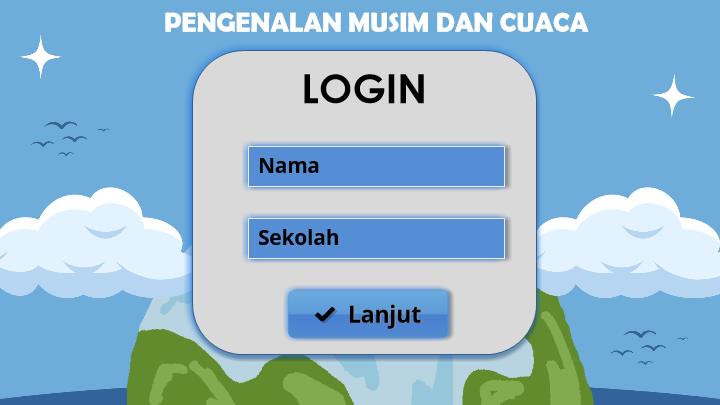 PENGENALAN MUSIM DAN CUACA
LOGIN
Nama
Sekolah
Lanjut